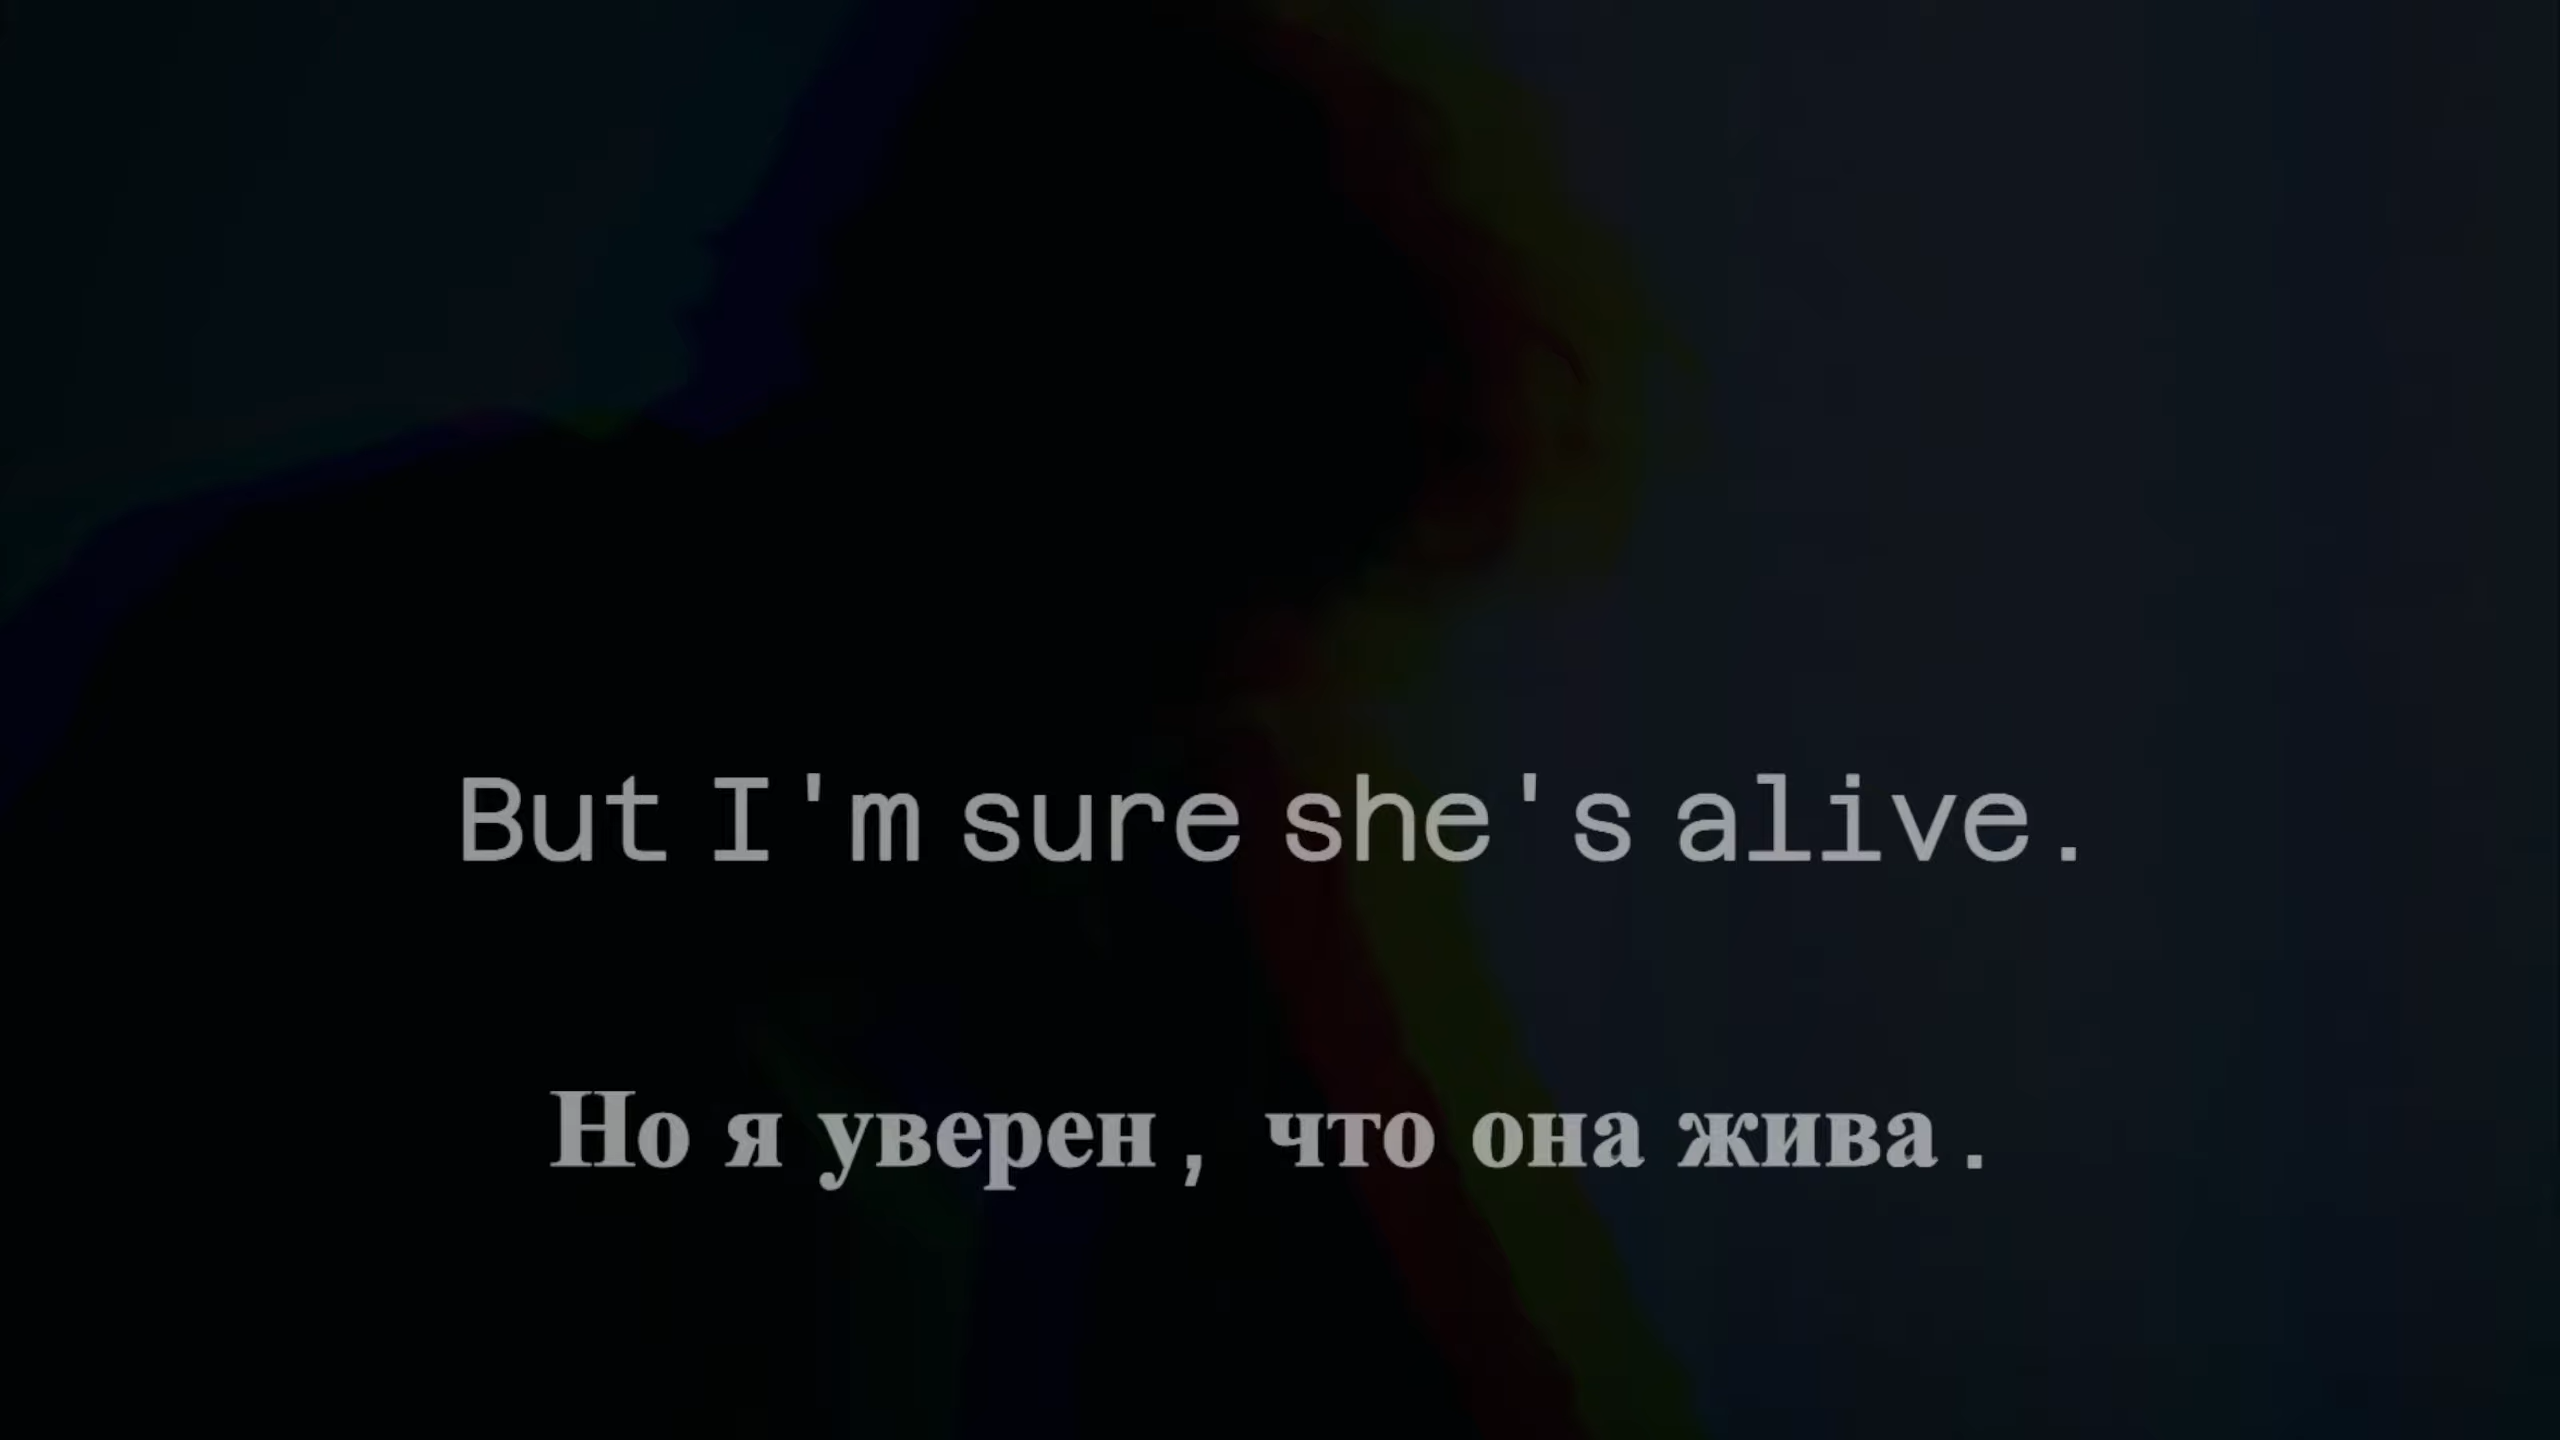 But I'm sure she's alive.
Но я уверен, что она жива.